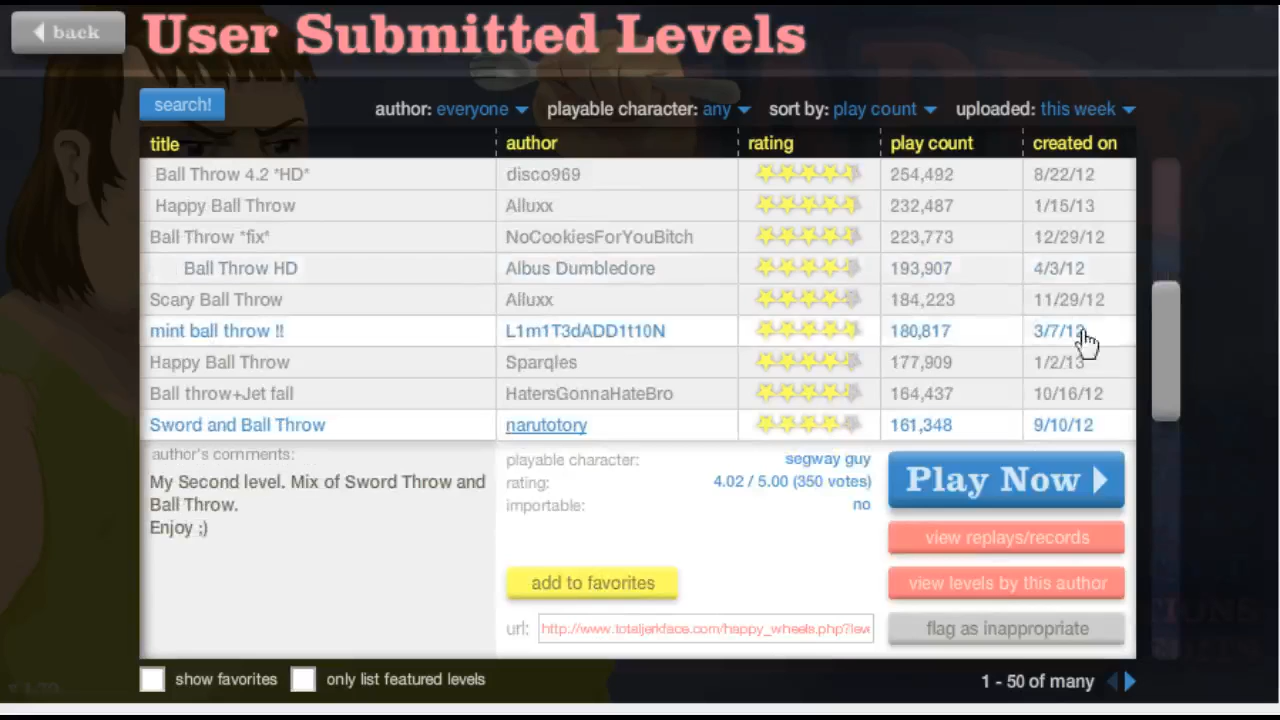 back
User Submitted Levels
search!
author: everyone playable character: any sort by: play count uploaded: this week
title author rating play count created on
Ball Throw 4.2 *HD* disco969 254,492 8/22/12
Happy Ball Throw Alluxx 232,487 1/15/13
Ball Throw *fix* NoCookiesForYouBitch 223,773 12/29/12
Ball Throw HD Albus Dumbledore 193,907 4/3/12
Scary Ball Throw Alluxx 184,223 11/29/12
mint ball throw !! L1m1T3dADD1t10N 180,817 3/7/12
Happy Ball Throw Sparqles 177,909 1/2/13
Ball throw+Jet fall HatersGonnaHateBro 164,437 10/16/12
Sword and Ball Throw narutotory 161,348 9/10/12
author's comments:
My Second level. Mix of Sword Throw and
Ball Throw.
Enjoy ;)
playable character: segway guy
rating: 4.02 / 5.00 (350 votes)
importable: no
add to favorites
url: http://www.totaljerkface.com/happy_wheels.php?leve
Play Now
view replays/records
view levels by this author
flag as inappropriate
show favorites only list featured levels 1 - 50 of many